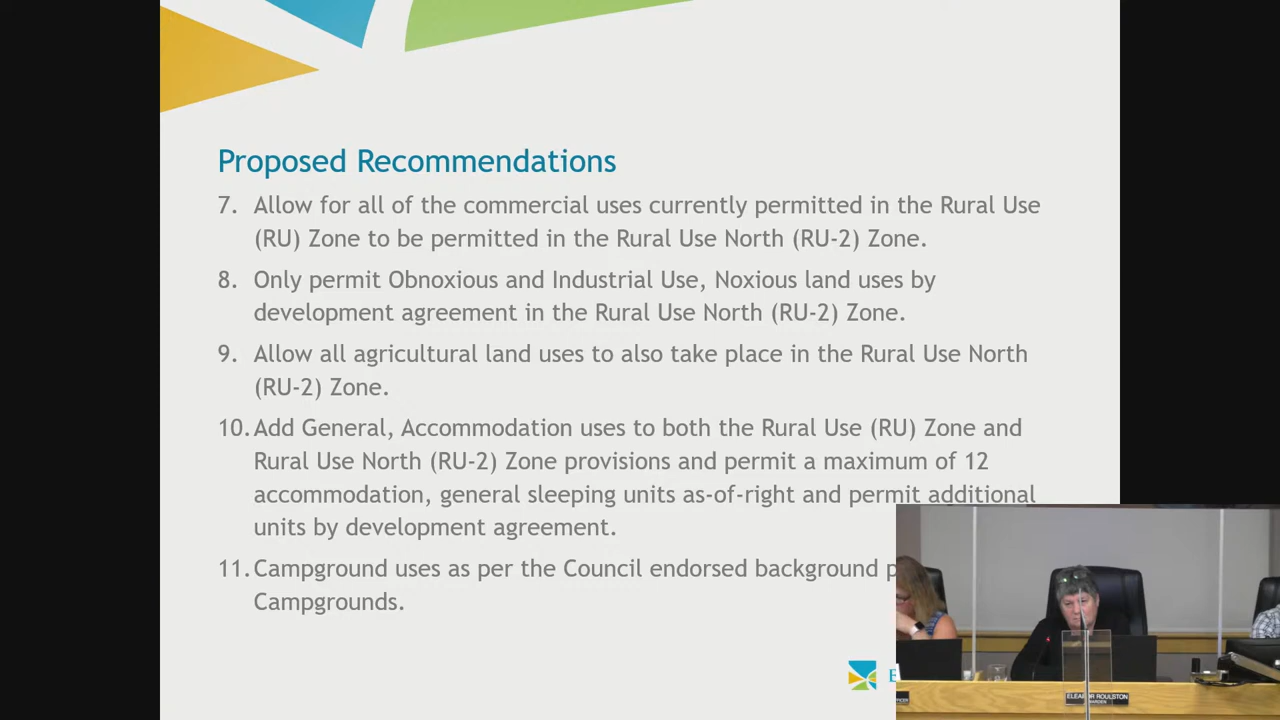 Proposed Recommendations
7. Allow for all of the commercial uses currently permitted in the Rural Use
(RU) Zone to be permitted in the Rural Use North (RU-2) Zone.
8. Only permit Obnoxious and Industrial Use, Noxious land uses by
development agreement in the Rural Use North (RU-2) Zone.
9. Allow all agricultural land uses to also take place in the Rural Use North
(RU-2) Zone.
10. Add General, Accommodation uses to both the Rural Use (RU) Zone and
Rural Use North (RU-2) Zone provisions and permit a maximum of 12
accommodation, general sleeping units as-of-right and permit additional
units by development agreement.
11. Campground uses as per the Council endorsed background
Campgrounds.
ELEANOR ROULSTON
WARDEN